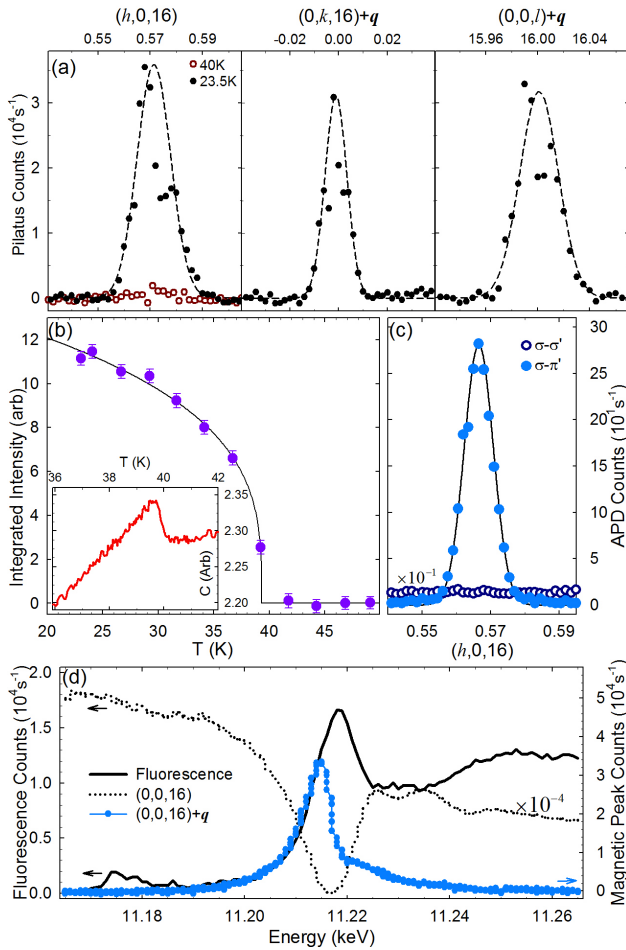 (h,0,16)
(0,k,16)+q
(0,0,l)+q
0.55 0.57 0.59
-0.02 0.00 0.02
15.96 16.00 16.04
(a)
40K
23.5K
Pilatus Counts (10⁴s⁻¹)
3
2
1
0
(b)
Integrated Intensity (arb)
12
10
8
6
4
2
0
T (K)
36 38 40 42
2.35
2.30
2.25
2.20
C (Arb)
20 25 30 35 40 45
T (K)
(c)
σ-σ'
σ-π'
×10⁻¹
30
25
20
15
10
5
0
APD Counts (10¹s⁻¹)
0.55 0.57 0.59
(h,0,16)
(d)
Fluorescence Counts (10⁴s⁻¹)
2.0
1.5
1.0
0.5
0.0
Fluorescence
(0,0,16)
(0,0,16)+q
×10⁻⁴
5
4
3
2
1
0
Magnetic Peak Counts (10⁴s⁻¹)
11.18 11.20 11.22 11.24 11.26
Energy (keV)